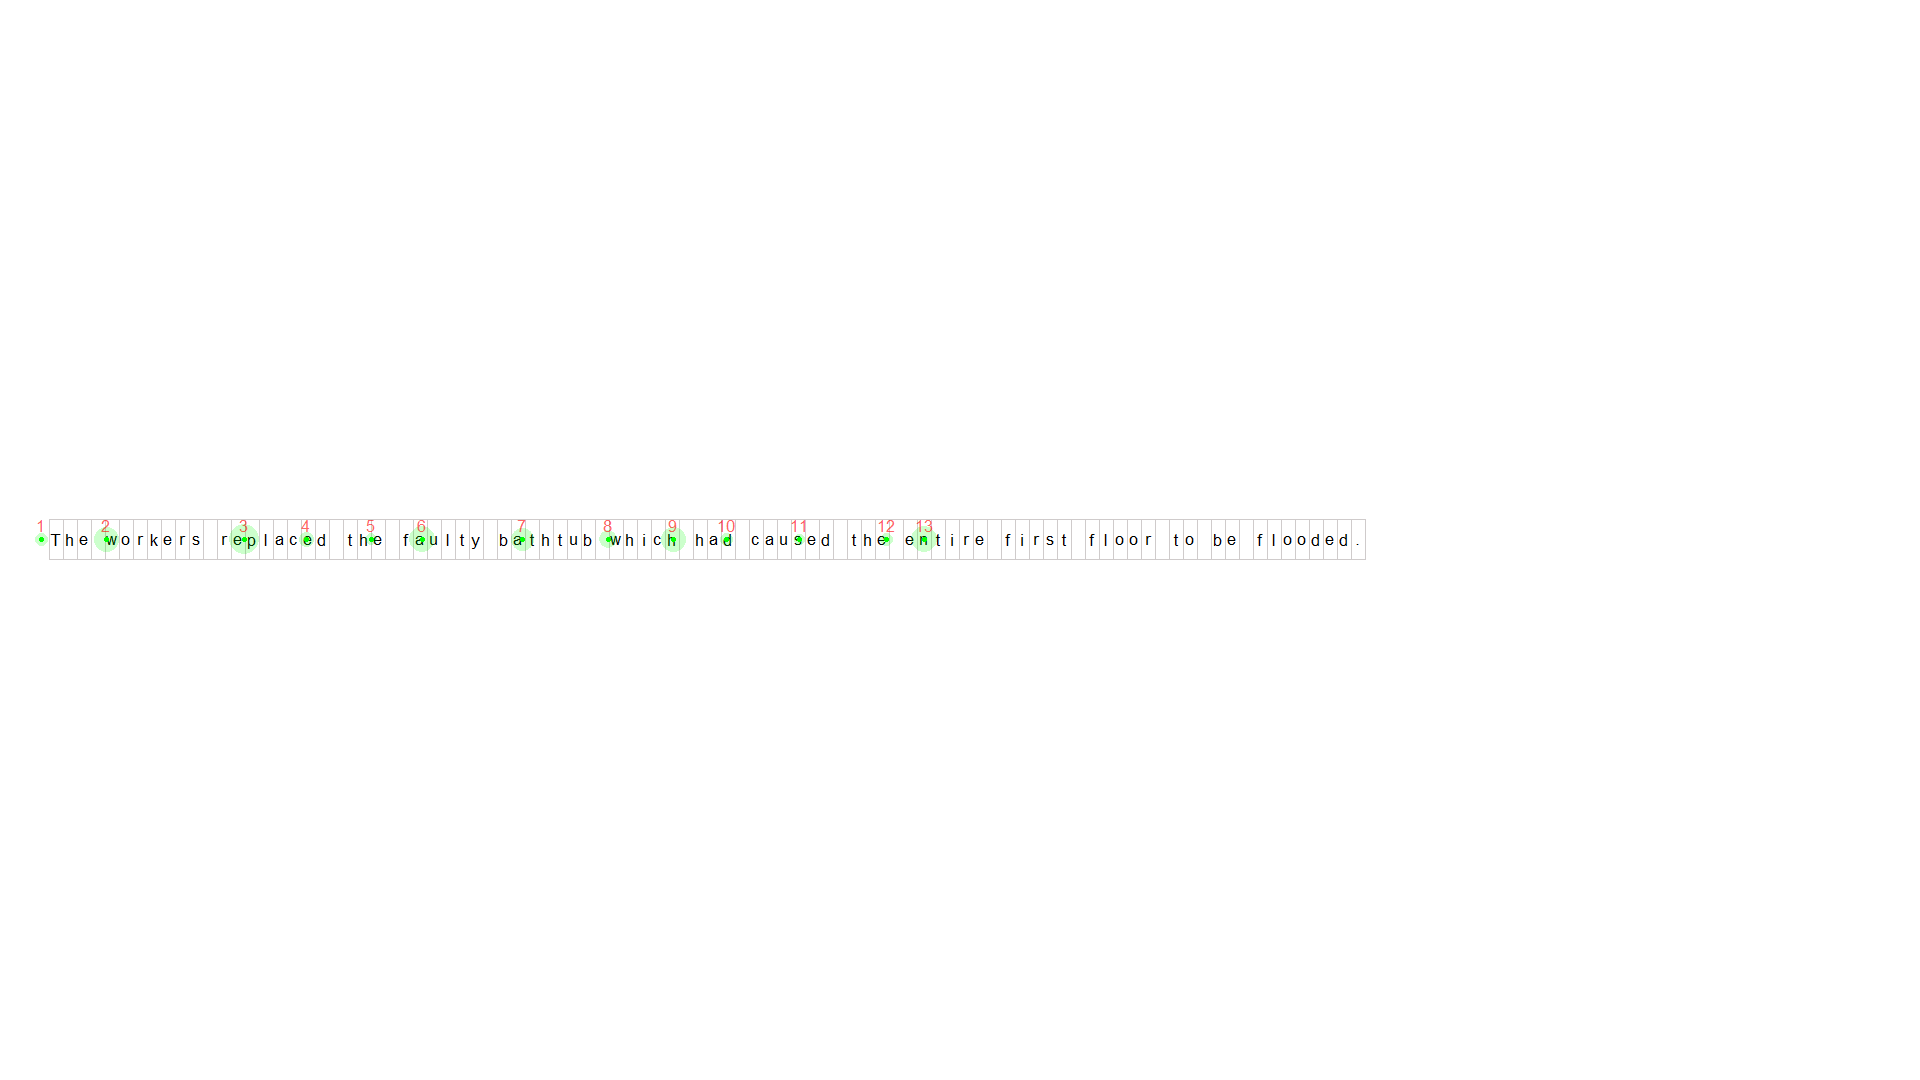 1 2 3 4 5 6 7 8 9 10 11 12 13
The workers replaced the faulty bathtub which had caused the entire first floor to be flooded.